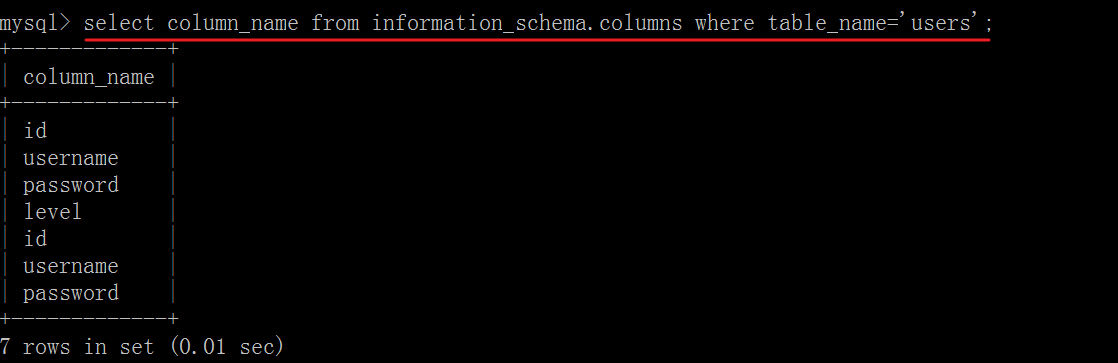 mysql> select column_name from information_schema.columns where table_name='users';
+-------------+
| column_name |
+-------------+
| id          |
| username    |
| password    |
| level       |
| id          |
| username    |
| password    |
+-------------+
7 rows in set (0.01 sec)